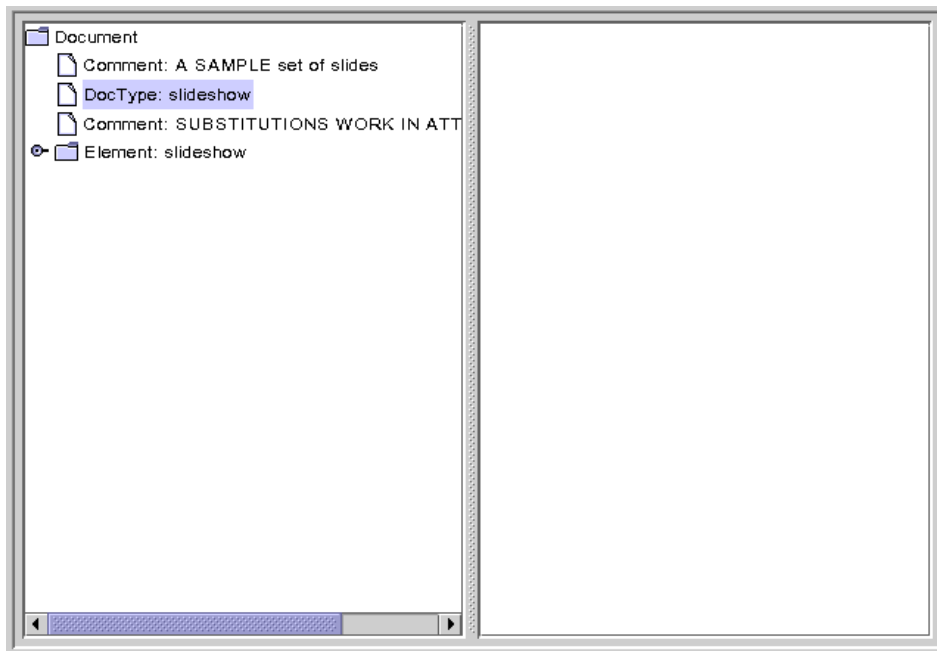 Document
Comment: A SAMPLE set of slides
DocType: slideshow
Comment: SUBSTITUTIONS WORK IN ATT
Element: slideshow